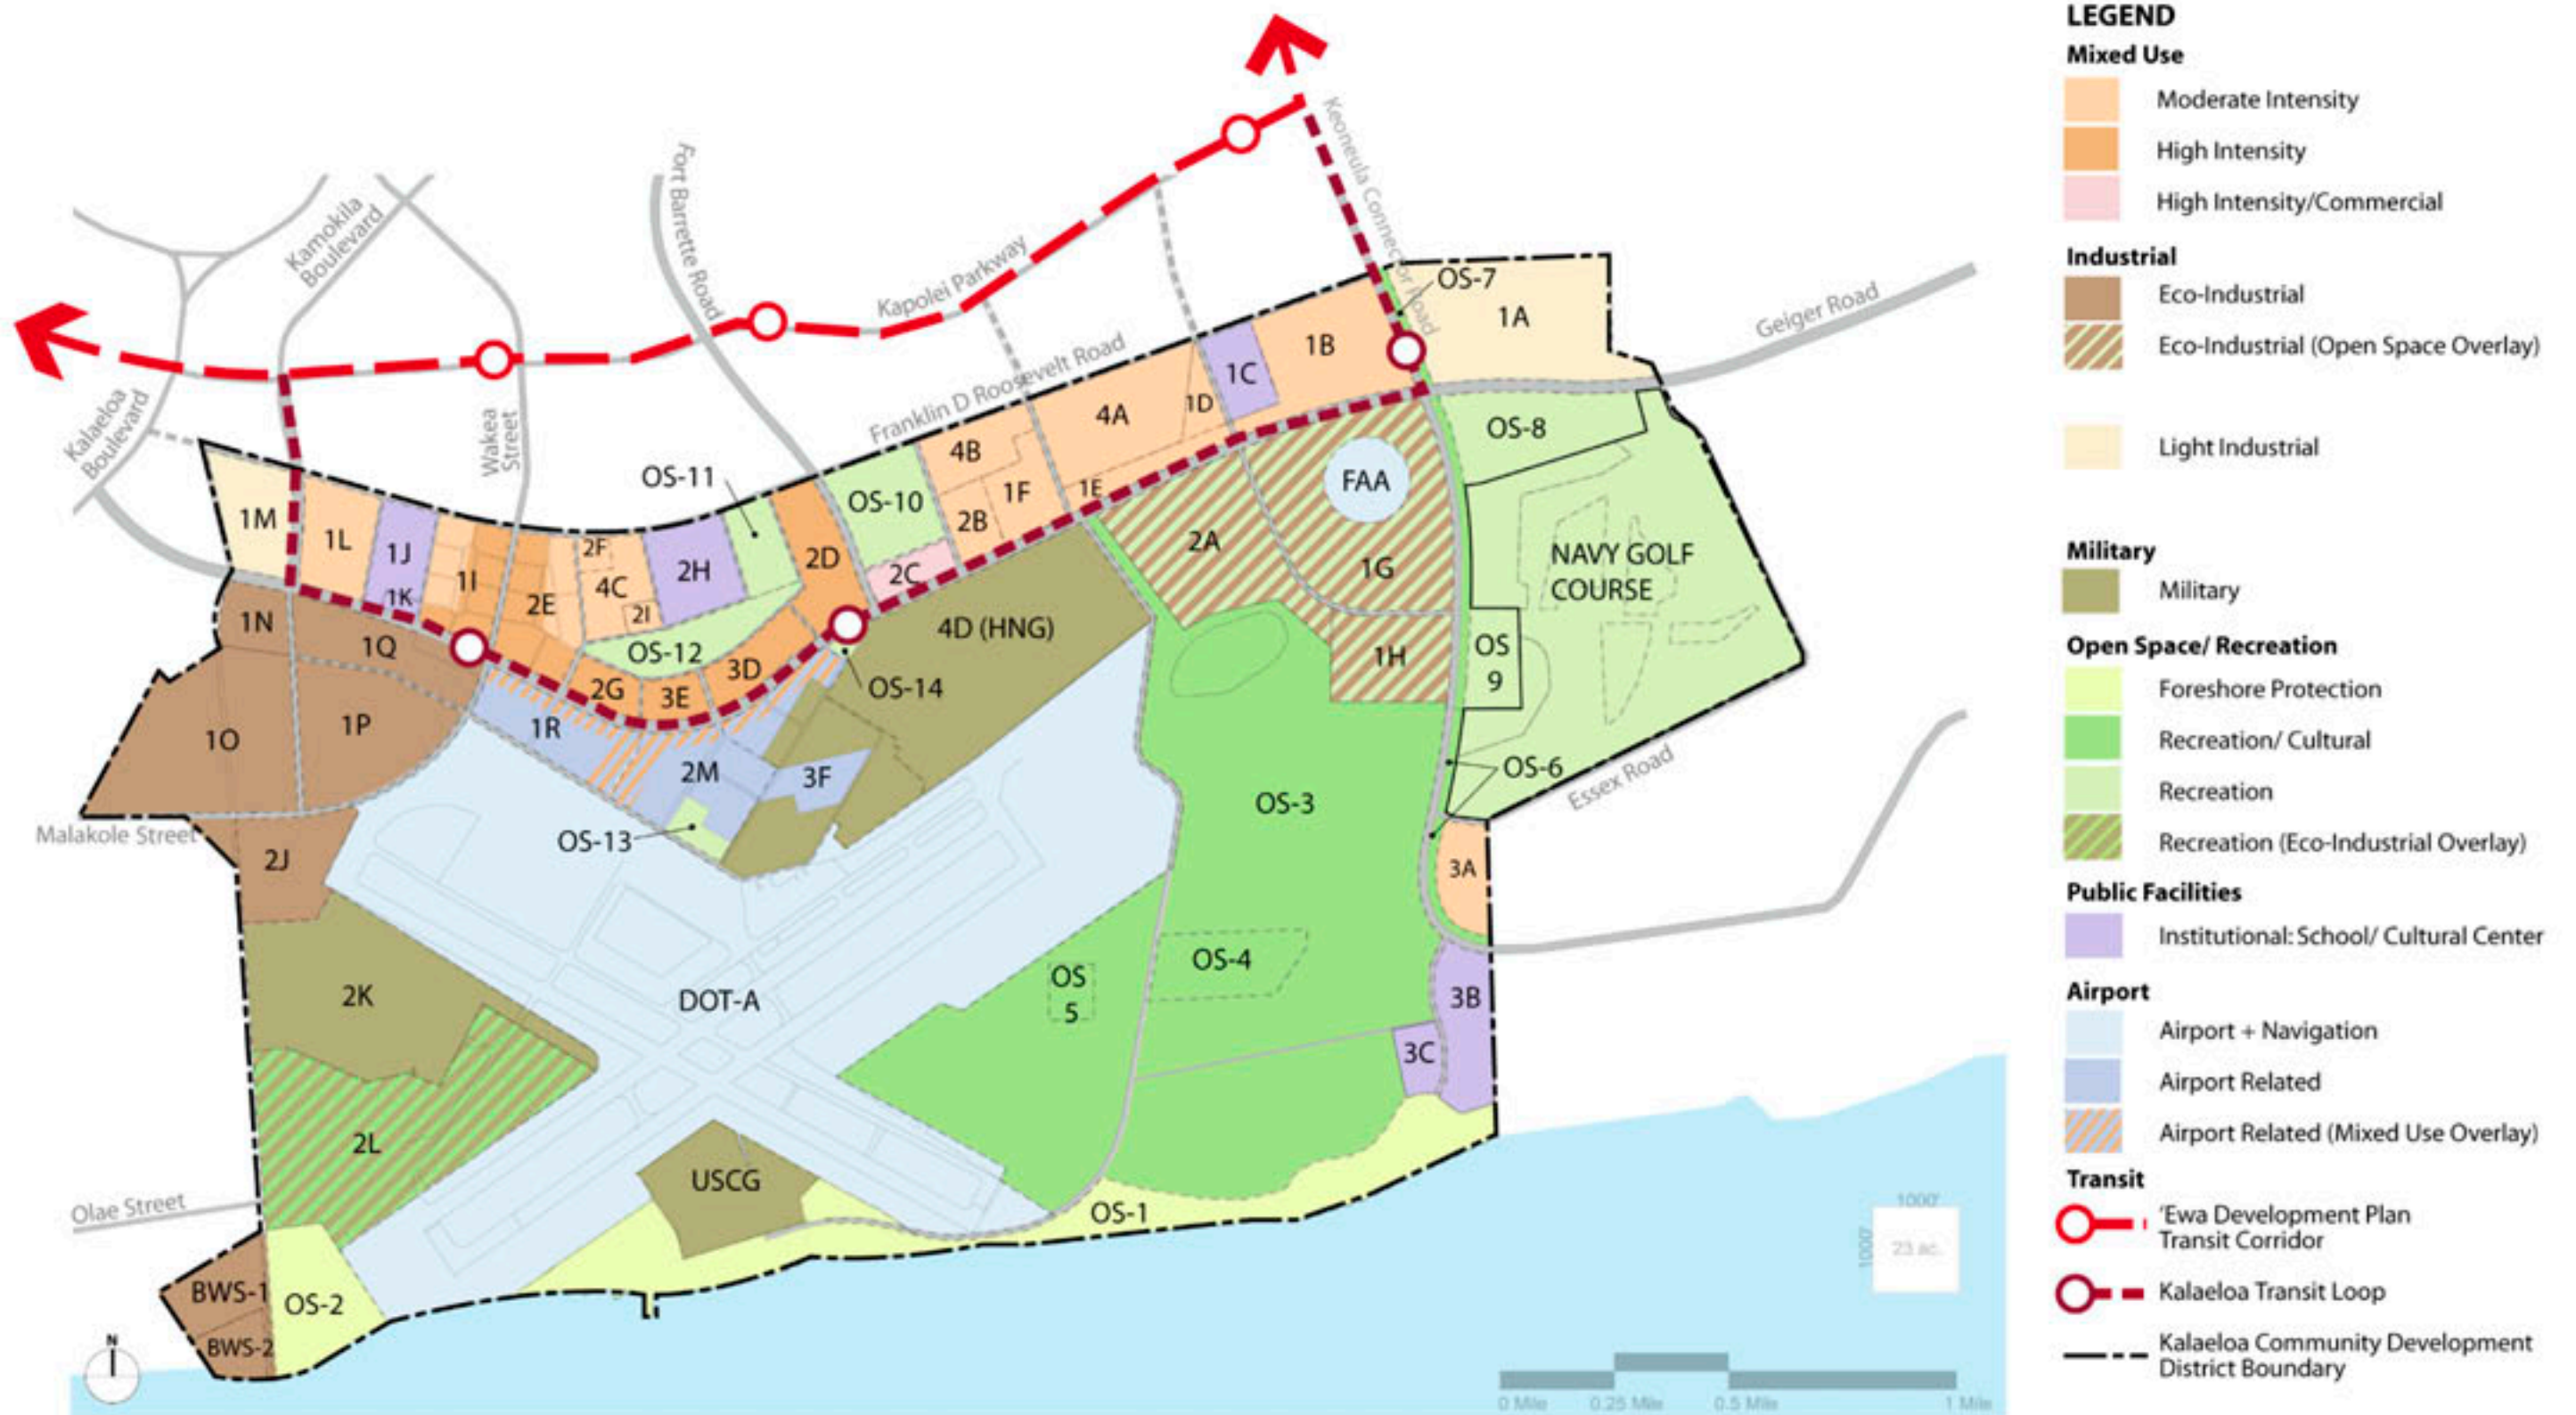 LEGEND
Mixed Use
Moderate Intensity
High Intensity
High Intensity/Commercial
Industrial
Eco-Industrial
Eco-Industrial (Open Space Overlay)
Light Industrial
Military
Military
Open Space/ Recreation
Foreshore Protection
Recreation/ Cultural
Recreation
Recreation (Eco-Industrial Overlay)
Public Facilities
Institutional: School/ Cultural Center
Airport
Airport + Navigation
Airport Related
Airport Related (Mixed Use Overlay)
Transit
'Ewa Development Plan
Transit Corridor
Kalaeloa Transit Loop
Kalaeloa Community Development
District Boundary
Kamokila
Boulevard
Fort Barrette Road
Kapolei Parkway
Keoneula Connector Road
Franklin D Roosevelt Road
Geiger Road
Kalaeloa
Boulevard
Wakea
Street
Essex Road
Malakole Street
Olae Street
OS-7
1A
1B
1C
1D
4A
4B
1E
1F
2B
OS-8
FAA
OS-10
OS-11
2C
2D
1M
1L
1J
1K
1I
2E
2F
4C
2I
2H
OS-12
2G
3E
3D
2A
1G
1H
NAVY GOLF
COURSE
OS
9
1N
1Q
1O
1P
1R
2M
3F
4D (HNG)
OS-14
OS-13
OS-6
OS-3
3A
2J
2K
DOT-A
OS
5
OS-4
3B
3C
2L
USCG
OS-1
BWS-1
BWS-2
OS-2
N
1000'
1000'
23 ac.
0 Mile
0.25 Mile
0.5 Mile
1 Mile